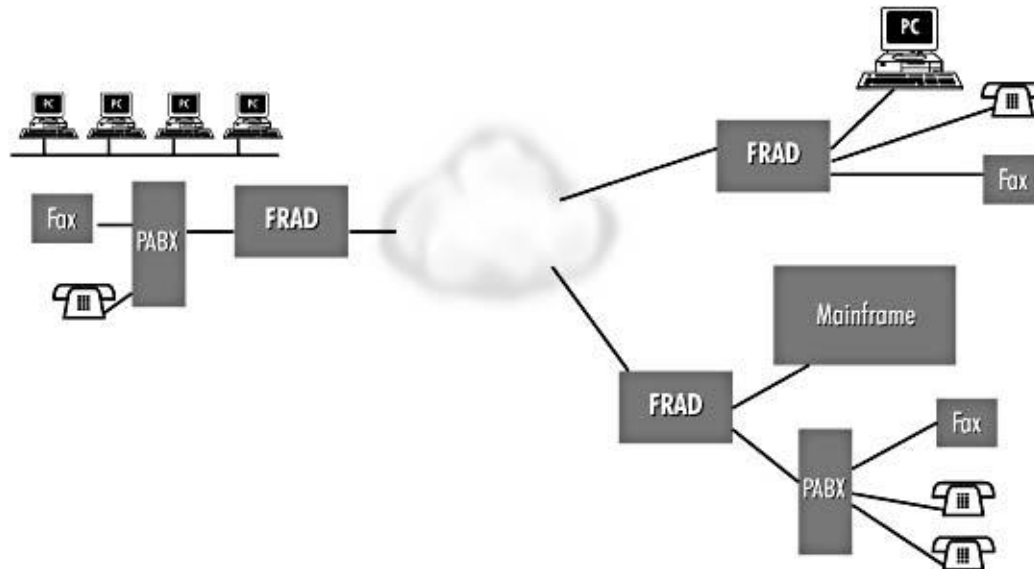 PC
PC PC PC PC
FRAD
Fax
Fax
PABX
FRAD
Mainframe
FRAD
Fax
PABX